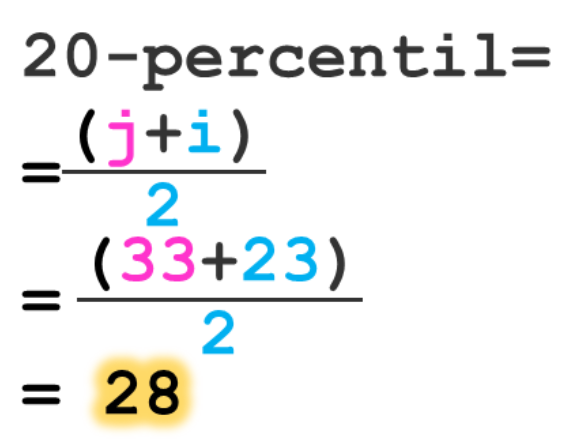 20-percentil=
=(j+i)
2
=(33+23)
2
= 28